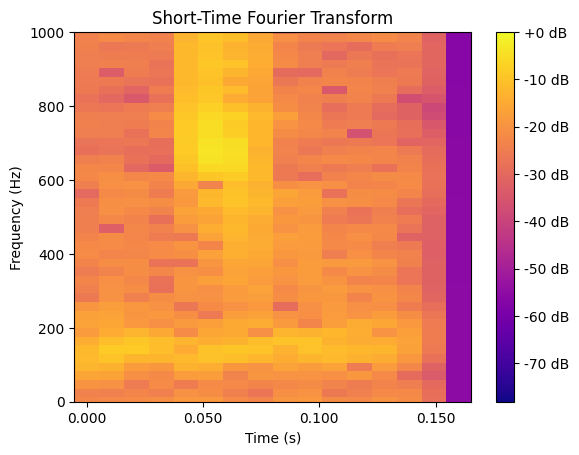 Short-Time Fourier Transform
Frequency (Hz)
1000
800
600
400
200
0
0.000
0.050
0.100
0.150
Time (s)
+0 dB
-10 dB
-20 dB
-30 dB
-40 dB
-50 dB
-60 dB
-70 dB